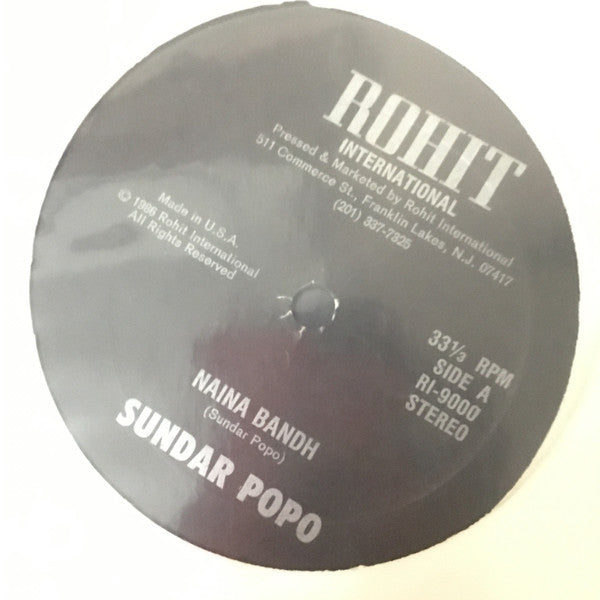 ROHIT
INTERNATIONAL
Pressed & Marketed by Rohit International
511 Commerce St., Franklin Lakes, N.J. 07417
(201) 337-7325
Made in U.S.A.
© 1986 Rohit International
All Rights Reserved
33⅓ RPM
SIDE A
RI-9000
STEREO
NAINA BANDH
(Sundar Popo)
SUNDAR POPO